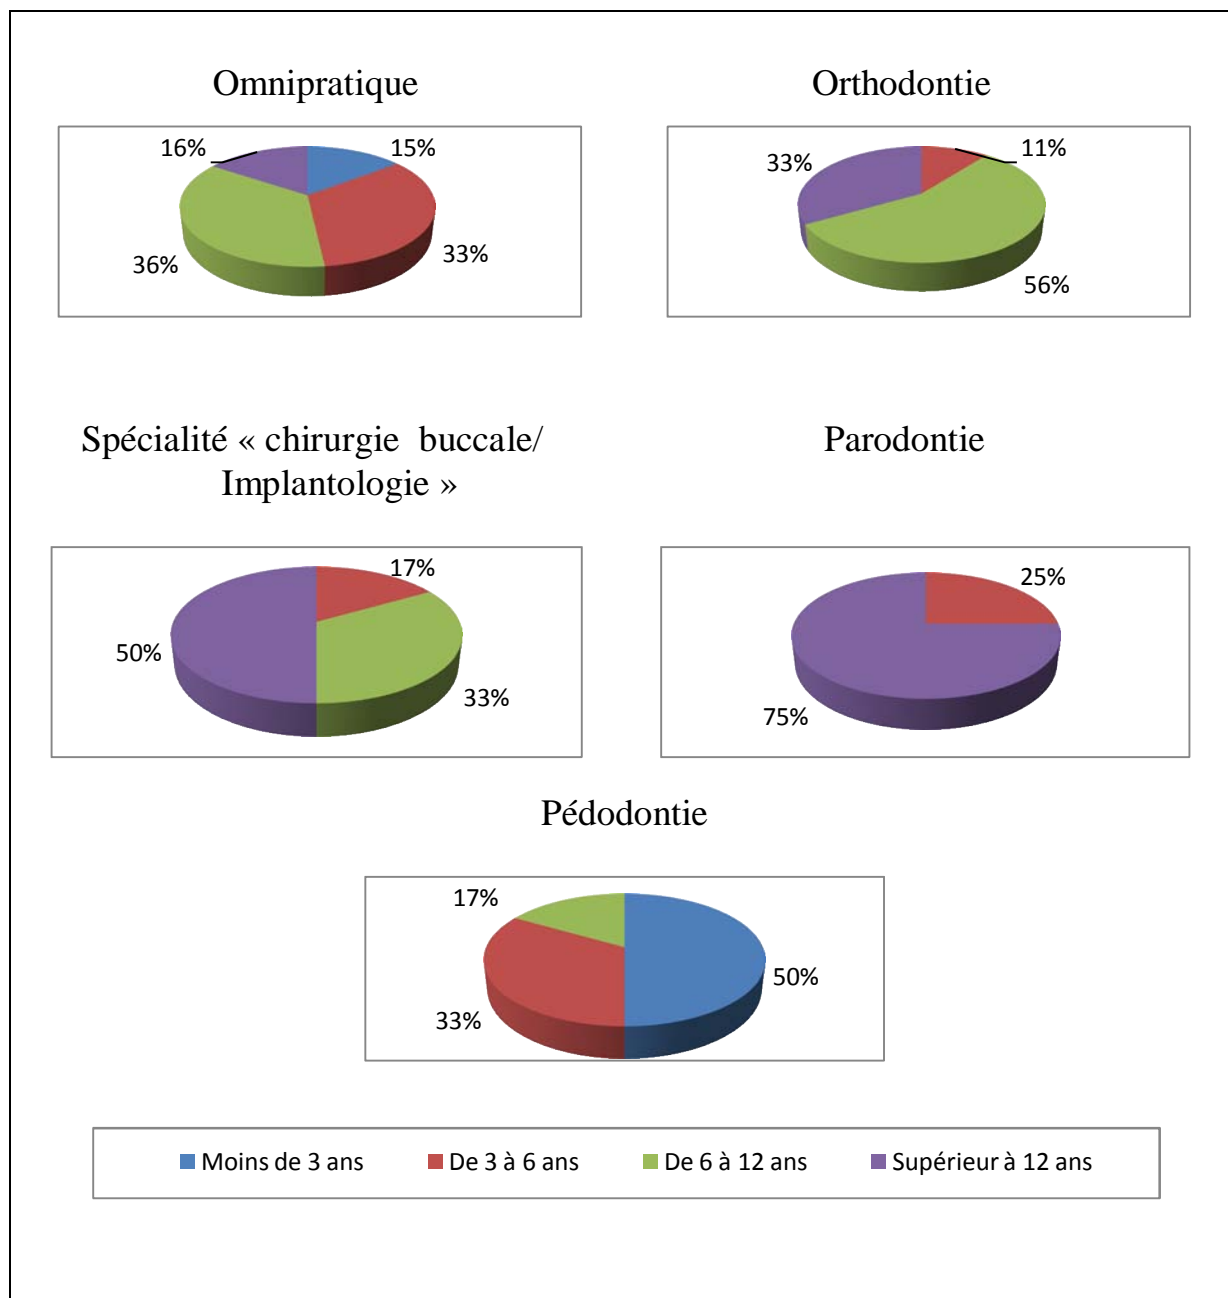 Omnipratique
16%
15%
36%
33%
Orthodontie
33%
11%
56%
Spécialité « chirurgie buccale/
Implantologie »
17%
50%
33%
Parodontie
25%
75%
Pédodontie
17%
50%
33%
Moins de 3 ans
De 3 à 6 ans
De 6 à 12 ans
Supérieur à 12 ans